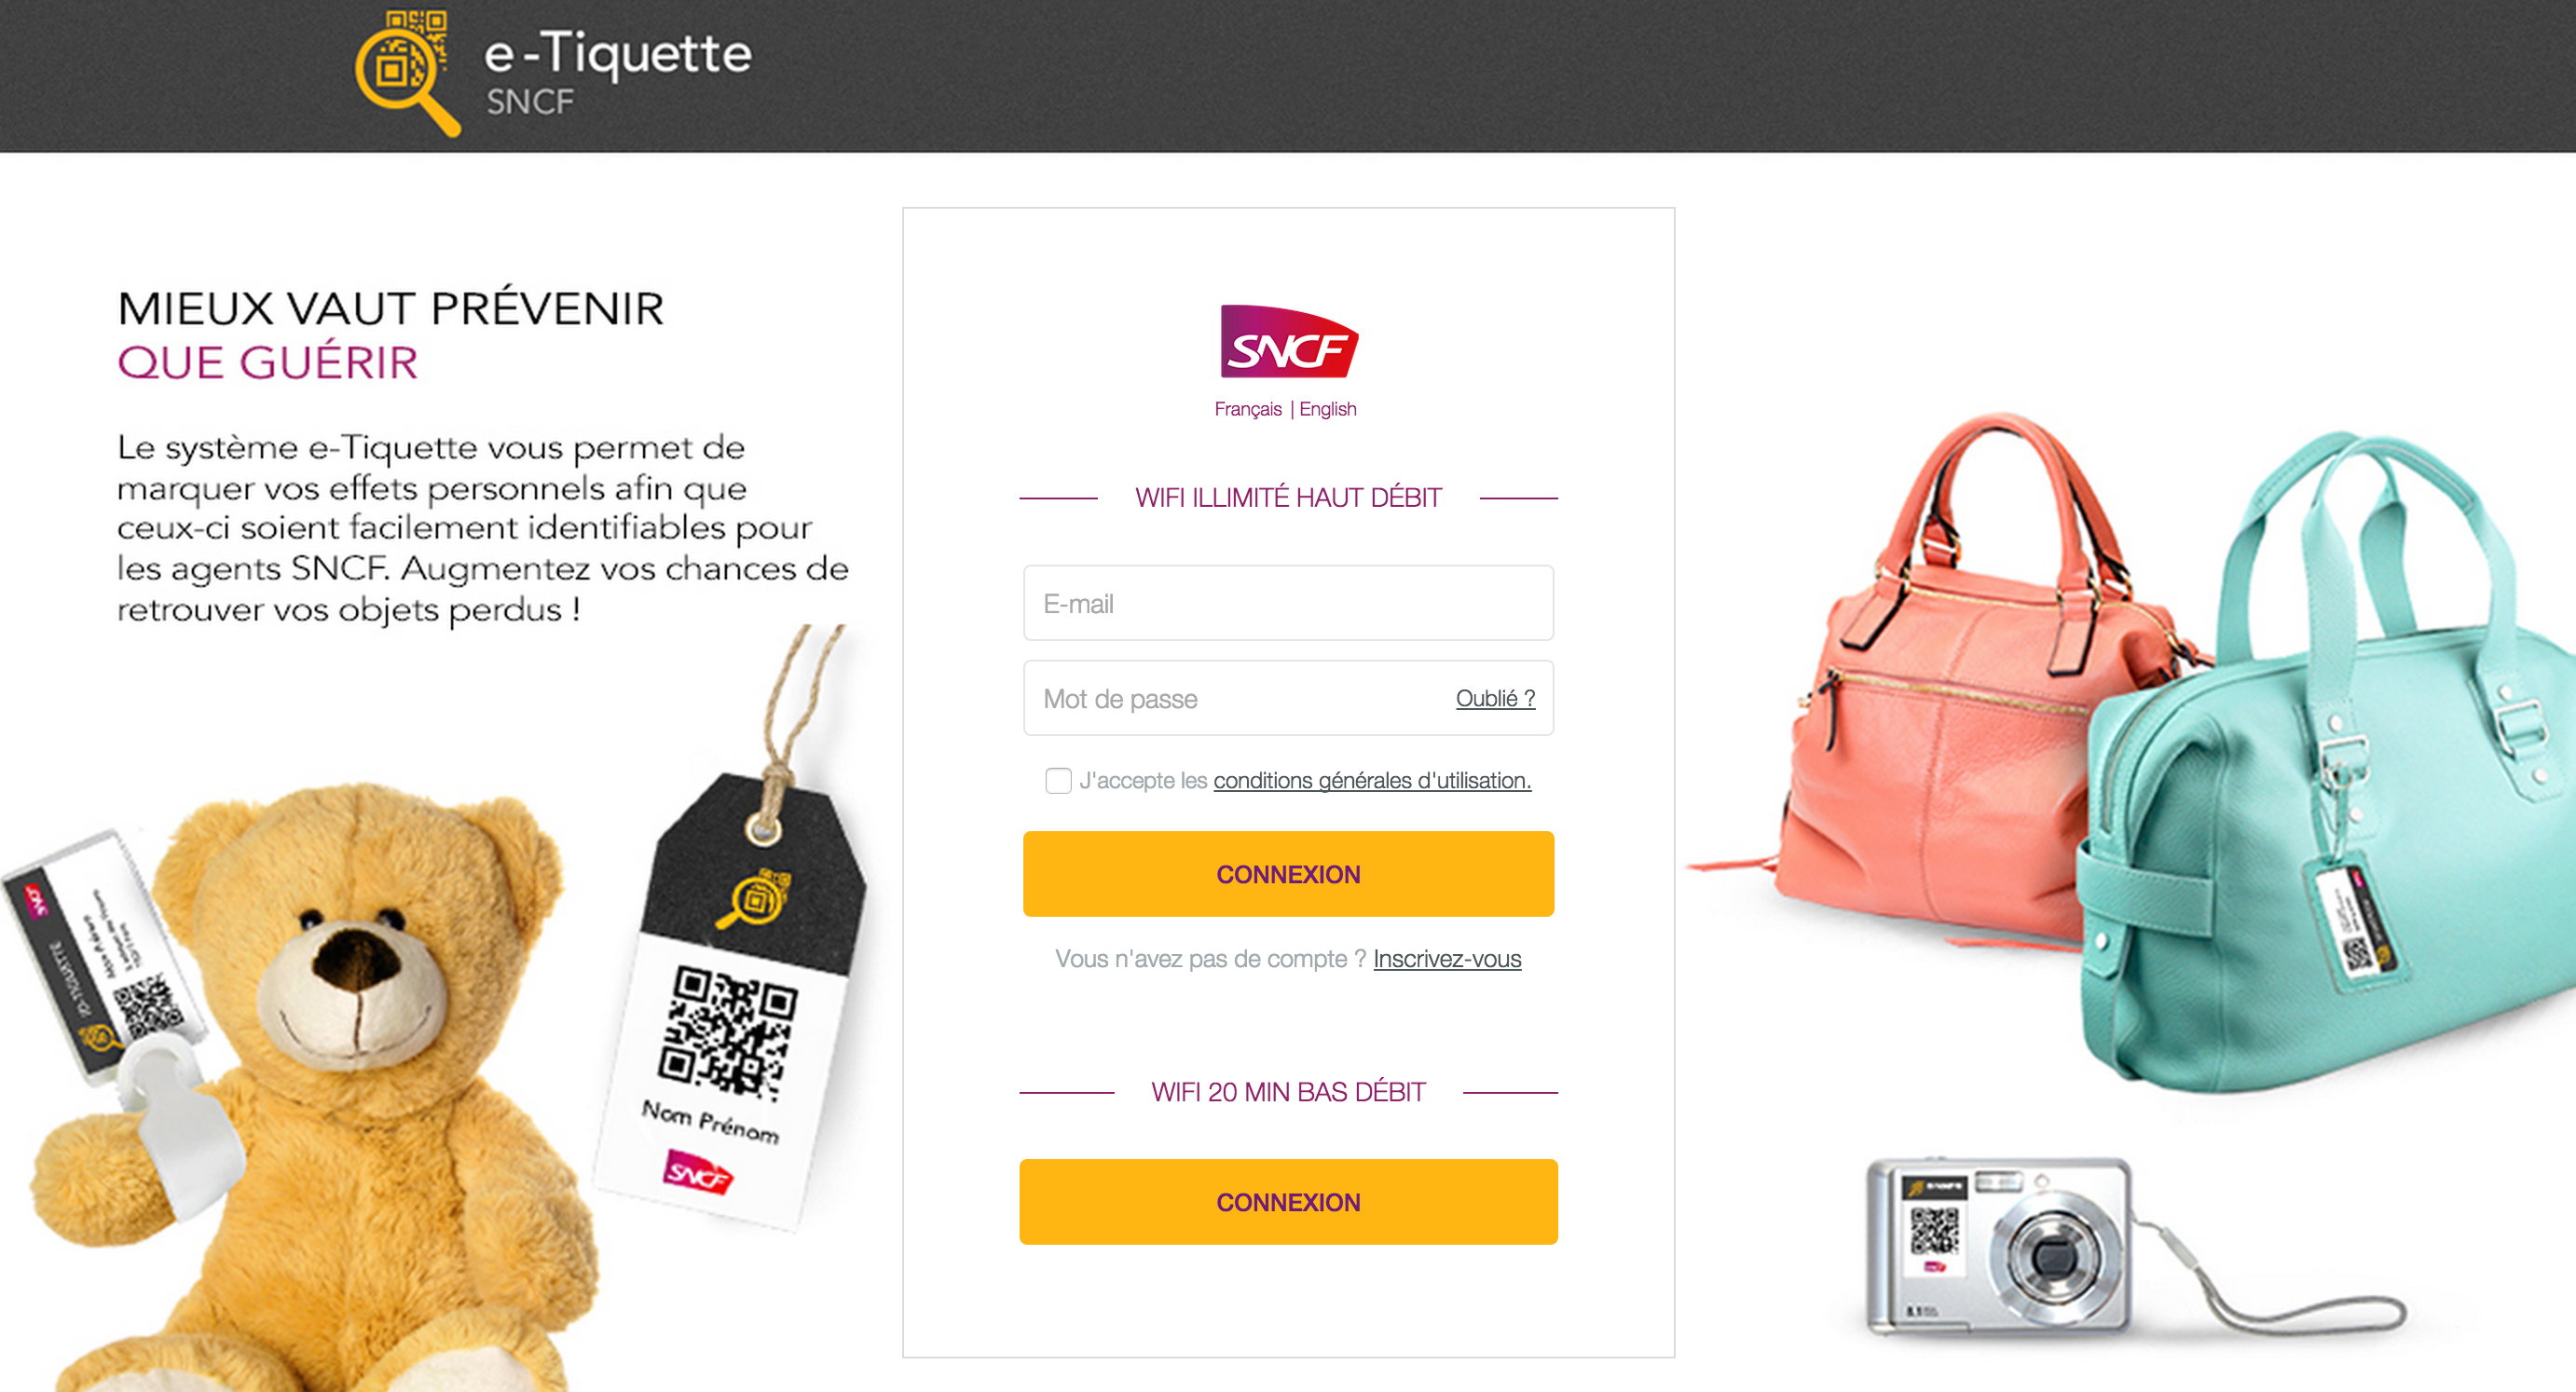 e-Tiquette
SNCF
MIEUX VAUT PRÉVENIR
QUE GUÉRIR
Le système e-Tiquette vous permet de
marquer vos effets personnels afin que
ceux-ci soient facilement identifiables pour
les agents SNCF. Augmentez vos chances de
retrouver vos objets perdus !
SNCF
Nom Prénom
SNCF
SNCF
Français | English
WIFI ILLIMITÉ HAUT DÉBIT
E-mail
Mot de passe
Oublié ?
J'accepte les conditions générales d'utilisation.
CONNEXION
Vous n'avez pas de compte ? Inscrivez-vous
WIFI 20 MIN BAS DÉBIT
CONNEXION